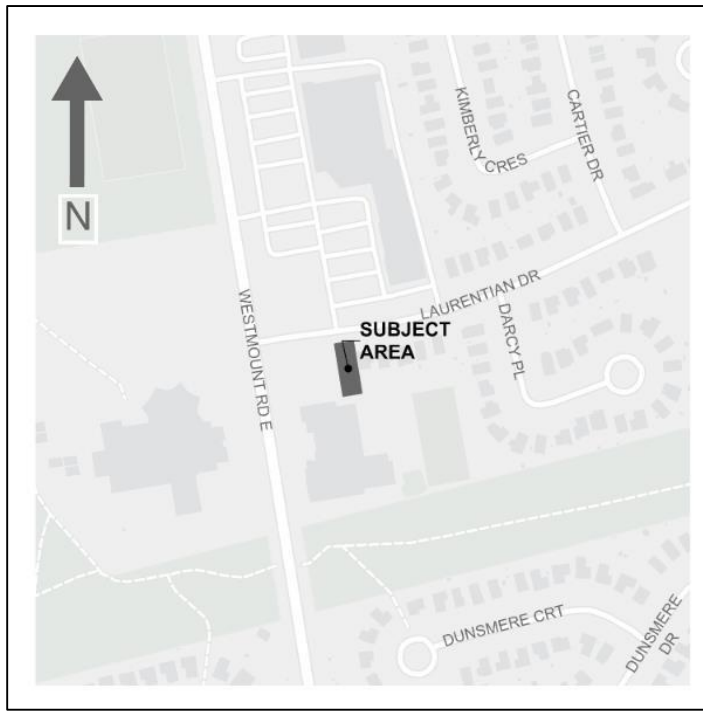 N
KIMBERLY CRES
CARTIER DR
WESTMOUNT RD E
LAURENTIAN DR
SUBJECT
AREA
DARCY PL
DUNSMERE CRT
DUNSMERE
DR